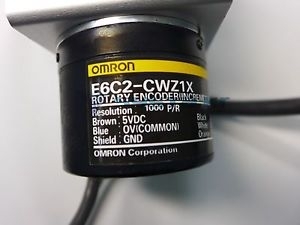 OMRON
E6C2-CWZ1X
ROTARY ENCODER(INCREMENT
Resolution : 1000 P/R
Brown : 5VDC Black
Blue : 0V(COMMON) White
Shield : GND Orange
OMRON Corporation